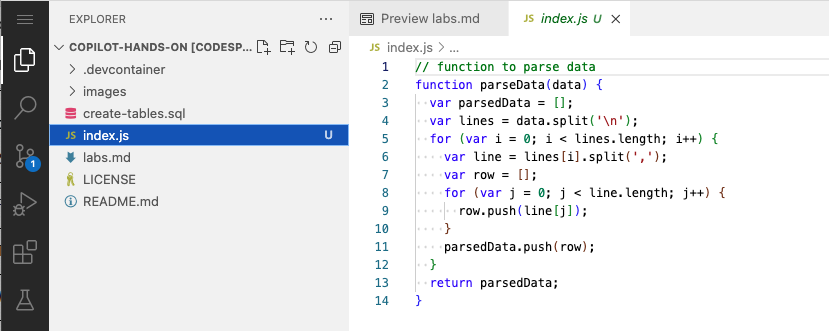 EXPLORER
COPILOT-HANDS-ON [CODESP...
.devcontainer
images
create-tables.sql
JS index.js U
labs.md
LICENSE
README.md
1
Preview labs.md
JS index.js U
JS index.js > ...
1 // function to parse data
2 function parseData(data) {
3   var parsedData = [];
4   var lines = data.split('\n');
5   for (var i = 0; i < lines.length; i++) {
6     var line = lines[i].split(',');
7     var row = [];
8     for (var j = 0; j < line.length; j++) {
9       row.push(line[j]);
10     }
11     parsedData.push(row);
12   }
13   return parsedData;
14 }